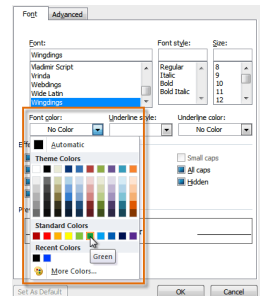 Font Advanced
Font: Font style: Size:
Wingdings
Vladimir Script Regular 8
Vrinda Italic 9
Webdings Bold 10
Wide Latin Bold Italic 11
Wingdings 12
Font color: Underline style: Underline color:
No Color No Color
Automatic
Theme Colors
Small caps
All caps
Hidden
Standard Colors
Recent Colors
Green
More Colors...
Set As Default OK Cancel